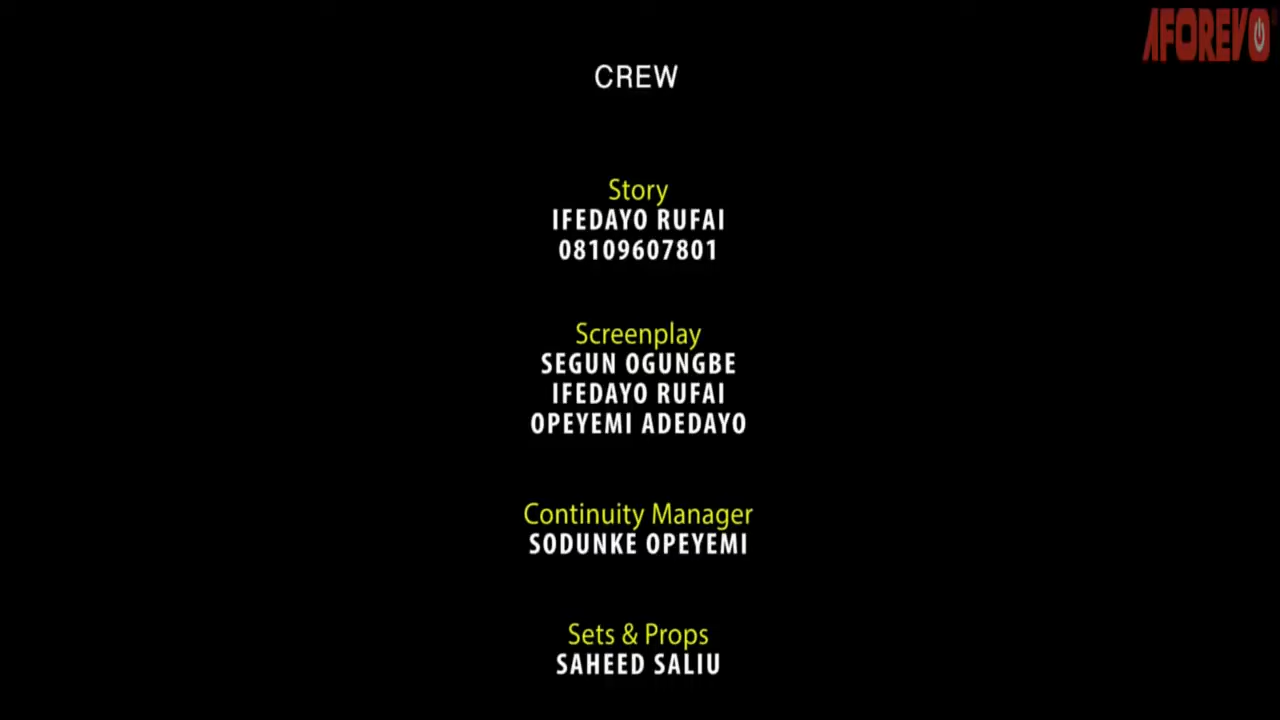 AFOREVO
CREW
Story
IFEDAYO RUFAI
08109607801
Screenplay
SEGUN OGUNGBE
IFEDAYO RUFAI
OPEYEMI ADEDAYO
Continuity Manager
SODUNKE OPEYEMI
Sets & Props
SAHEED SALIU